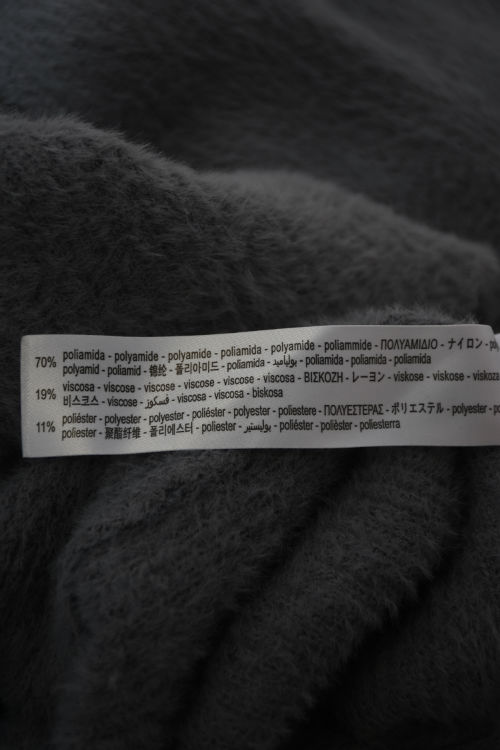 70% poliamida - polyamide - polyamide - poliamida - polyamide - poliammide - ΠΟΛΥΑΜΙΔΙΟ - ナイロン -
polyamid - poliamid - 锦纶 - 폴리아미드 - poliamida - بولياميد - poliamida - poliamida
19% viscosa - viscose - viscose - viscose - viscose - viscosa - ΒΙΣΚΟΖΗ - レーヨン - viskose - viskose - viskoza
비스코스 - viscose - فسكوز - viscosa - viscosa - biskosa
11% poliéster - polyester - polyester - poliéster - polyester - poliestere - ΠΟΛΥΕΣΤΕΡΑΣ - ポリエステル - polyester -
poliester - 聚酯纤维 - 폴리에스터 - poliester - بوليستير - poliéster - polièster - poliesterra